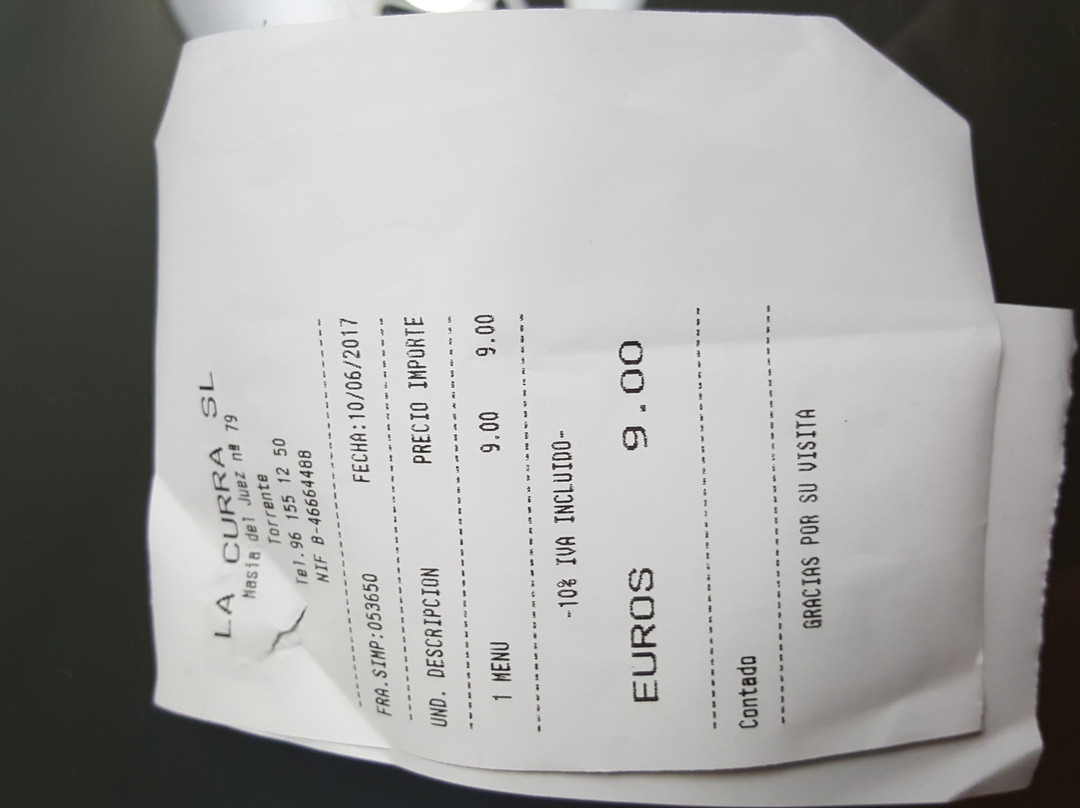 LA CURRA SL
Masia del Juez nº 79
Torrente
Tel.96 155 12 50
NIF B-46664488
FRA.SIMP:053650 FECHA:10/06/2017
UND. DESCRIPCION PRECIO IMPORTE
1 MENU 9.00 9.00
-10% IVA INCLUIDO-
EUROS 9.00
Contado
GRACIAS POR SU VISITA